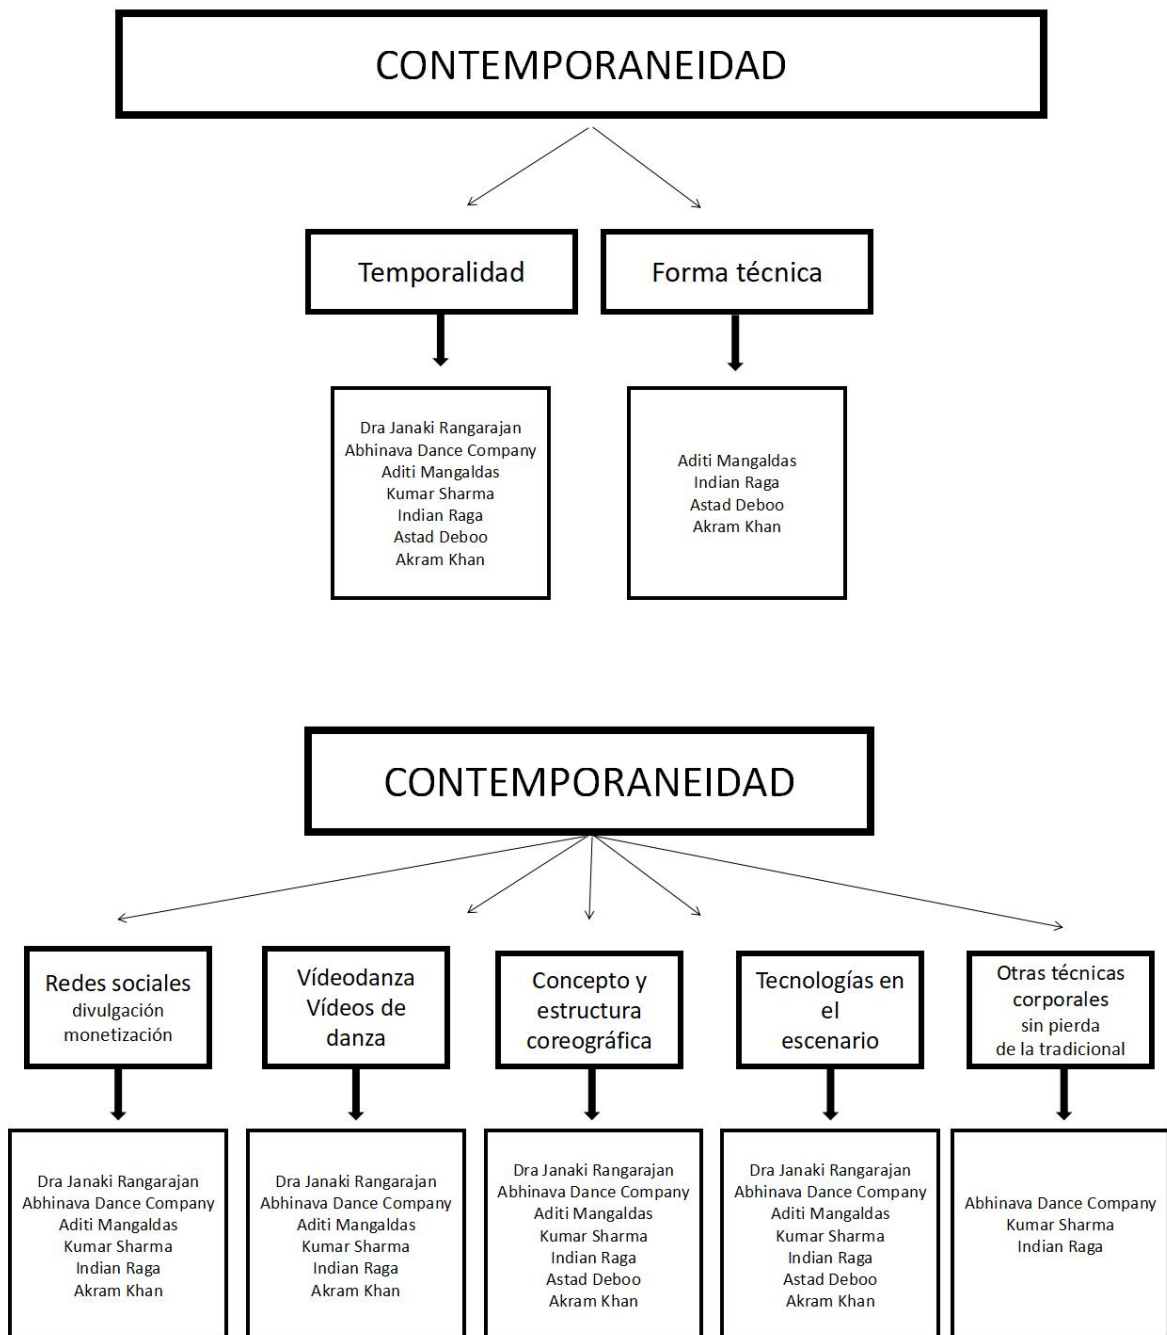 CONTEMPORANEIDAD
Temporalidad
Dra Janaki Rangarajan
Abhinava Dance Company
Aditi Mangaldas
Kumar Sharma
Indian Raga
Astad Deboo
Akram Khan
Forma técnica
Aditi Mangaldas
Indian Raga
Astad Deboo
Akram Khan
CONTEMPORANEIDAD
Redes sociales
divulgación
monetización
Dra Janaki Rangarajan
Abhinava Dance Company
Aditi Mangaldas
Kumar Sharma
Indian Raga
Akram Khan
Vídeodanza
Vídeos de
danza
Dra Janaki Rangarajan
Abhinava Dance Company
Aditi Mangaldas
Kumar Sharma
Indian Raga
Akram Khan
Concepto y
estructura
coreográfica
Dra Janaki Rangarajan
Abhinava Dance Company
Aditi Mangaldas
Kumar Sharma
Indian Raga
Astad Deboo
Akram Khan
Tecnologías en
el
escenario
Dra Janaki Rangarajan
Abhinava Dance Company
Aditi Mangaldas
Kumar Sharma
Indian Raga
Astad Deboo
Akram Khan
Otras técnicas
corporales
sin pierda
de la tradicional
Abhinava Dance Company
Kumar Sharma
Indian Raga